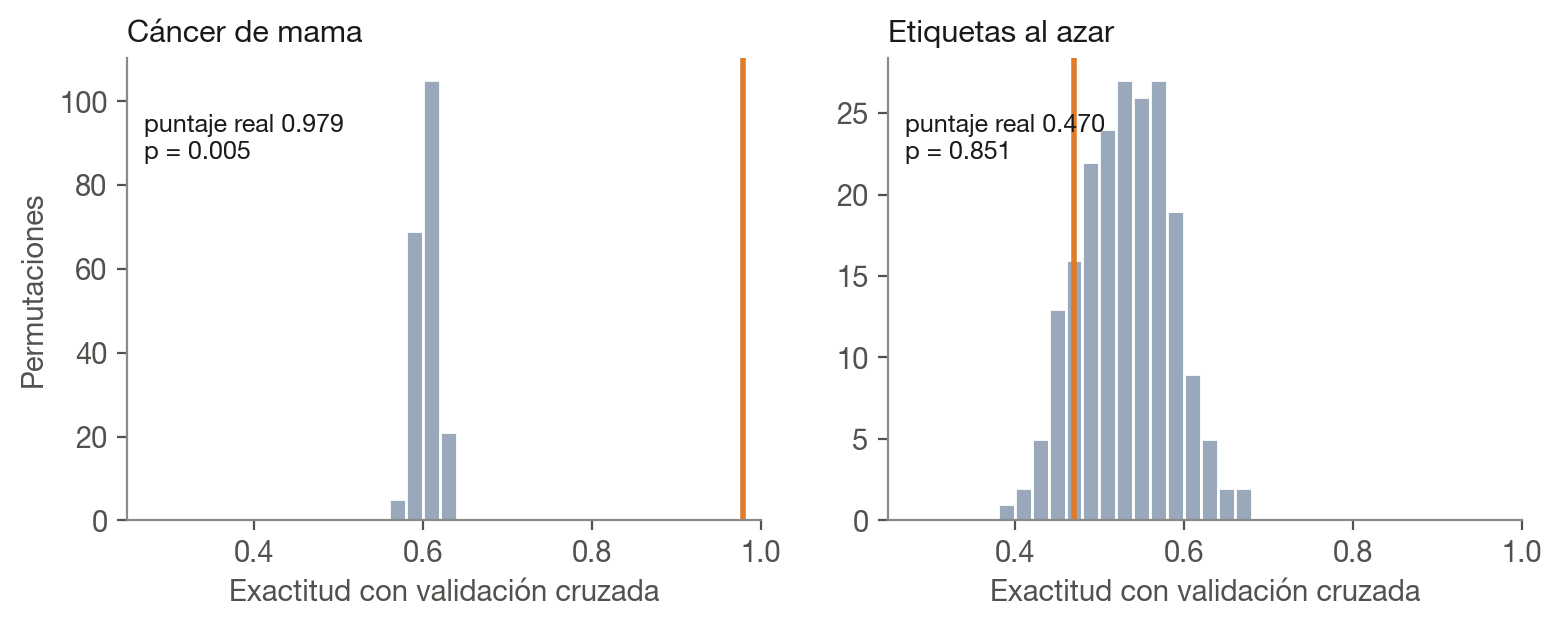 Cáncer de mama
puntaje real 0.979
p = 0.005
Permutaciones
100
80
60
40
20
0
0.4
0.6
0.8
1.0
Exactitud con validación cruzada
Etiquetas al azar
puntaje real 0.470
p = 0.851
25
20
15
10
5
0
0.4
0.6
0.8
1.0
Exactitud con validación cruzada